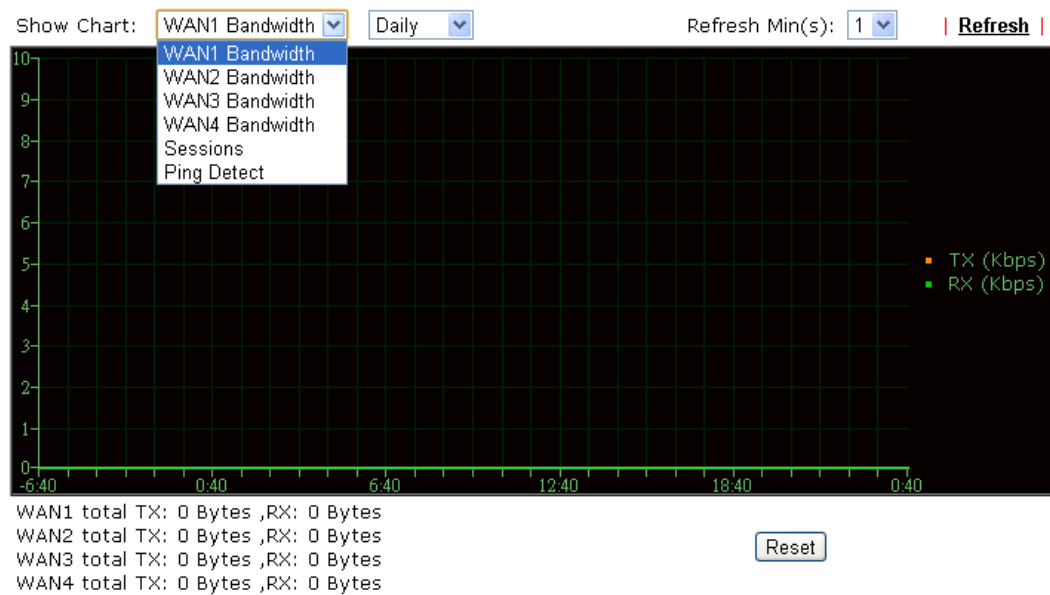 Show Chart: WAN1 Bandwidth Daily Refresh Min(s): 1 | Refresh |
WAN1 Bandwidth
WAN2 Bandwidth
WAN3 Bandwidth
WAN4 Bandwidth
Sessions
Ping Detect
10
9
8
7
6
5
4
3
2
1
0
TX (Kbps)
RX (Kbps)
-6:40 0:40 6:40 12:40 18:40 0:40
WAN1 total TX: 0 Bytes ,RX: 0 Bytes
WAN2 total TX: 0 Bytes ,RX: 0 Bytes
WAN3 total TX: 0 Bytes ,RX: 0 Bytes
WAN4 total TX: 0 Bytes ,RX: 0 Bytes
Reset